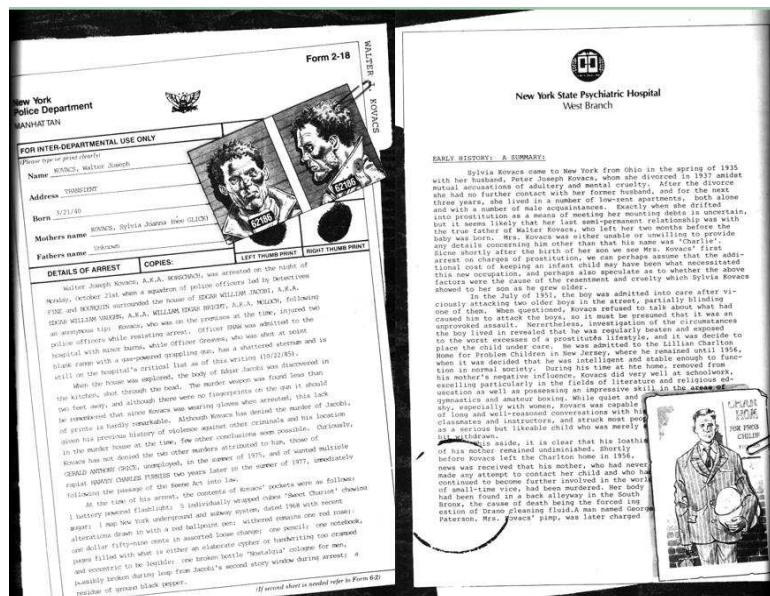 Form 2-18
New York
Police Department
MANHATTAN
WALTER J. KOVACS
FOR INTER-DEPARTMENTAL USE ONLY
(Please type or print clearly)
Name KOVACS, Walter Joseph
Address TRANSIENT
Born 3/21/40
Mothers name KOVACS, Sylvia Joanna (nee GLICK)
Fathers name Unknown
62186
62186
DETAILS OF ARREST
COPIES:
LEFT THUMB PRINT
RIGHT THUMB PRINT
Walter Joseph Kovacs, A.K.A. RORSCHACH, was arrested on the night of
Monday, October 21st when a squadron of police officers led by Detectives
FINE and BOURQUIN surrounded the house of EDGAR WILLIAM JACOBI, A.K.A.
EDGAR WILLIAM VAUGHN, A.K.A. WILLIAM EDGAR BRIGHT, A.K.A. MOLOCH, following
an anonymous tip. Kovacs, who was on the premises at the time, injured two
police officers while resisting arrest. Officer SHAW was admitted to the
hospital with minor burns, while Officer Greaves, who was shot at point
blank range with a gas-powered grappling gun, has a shattered sternum and is
still on the hospital's critical list as of this writing (10/22/85).
When the house was explored, the body of Edgar Jacobi was discovered in
the kitchen, shot through the head. The murder weapon was found less than
two feet away, and although there were no fingerprints on the gun it should
be remembered that since Kovacs was wearing gloves when arrested, this lack
of prints is hardly remarkable. Although Kovacs has denied the murder of Jacobi,
given his previous history of violence against other criminals and his location
in the murder house at the time, few other conclusions seem possible. Curiously,
Kovacs has not denied the two other murders attributed to him, those of
GERALD ANTHONY GRICE, unemployed, in the summer of 1975, and of wanted multiple
rapist HARVEY CHARLES FURNISS two years later in the summer of 1977, immediately
following the passage of the Keene Act into law.
At the time of his arrest, the contents of Kovacs' pockets were as follows:
1 battery powered flashlight; 5 individually wrapped cubes 'Sweet Chariot' chewing
sugar; 1 map New York underground and subway system, dated 1968 with recent
alterations drawn in with a red ballpoint pen; withered remains one red rose;
one dollar fifty-nine cents in assorted loose change; one pencil; one notebook,
pages filled with what is either an elaborate cypher or handwriting too cramped
and eccentric to be legible; one broken bottle 'Nostalgia' cologne for men,
possibly broken during leap from Jacobi's second story window during arrest; a
residue of ground black pepper.
(If second sheet is needed refer to Form 6-2)
New York State Psychiatric Hospital
West Branch
EARLY HISTORY: A SUMMARY:
Sylvia Kovacs came to New York from Ohio in the spring of 1935
with her husband, Peter Joseph Kovacs, whom she divorced in 1937 amidst
mutual accusations of adultery and mental cruelty. After the divorce
she had no further contact with her former husband, and for the next
three years, she lived in a number of low-rent apartments, both alone
and with a number of male acquaintances. Exactly when she drifted
into prostitution as a means of meeting her mounting debts is uncertain,
but it seems likely that her last semi-permanent relationship was with
the true father of Walter Kovacs, who left her two months before the
baby was born. Mrs. Kovacs was either unable or unwilling to provide
any details concerning him other than that his name was 'Charlie'.
Sicne shortly after the birth of her son we see Mrs. Kovacs' first
arrest on charges of prostitution, we can perhaps assume that the addi-
tional cost of keeping an infant child may have been what necessitated
this new occupation, and perhaps also speculate as to whether the above
factors were the cause of the resentment and cruelty which Sylvia Kovacs
showed to her son as he grew older.
In the July of 1951, the boy was admitted into care after vi-
ciously attacking two older boys in the street, partially blinding
one of them. When questioned, Kovacs refused to talk about what had
caused him to attack the boys, so it must be presumed that it was an
unprovoked assault. Neretheless, investigation of the circumstances
the boy lived in revealed that he was regularly beaten and exposed
to the worst excesses of a prostitutes lifestyle, and it was decide to
place the child under care. He was admitted to the Lillian Charlton
Home for Problem Children in New Jersey, where he remained until 1956,
when it was decided that he was intelligent and stable enough to func-
tion in normal society. During his time at hte home, removed from
his mother's negative influence, Kovacs did very well at schoolwork,
excelling particularly in the fields of literature and religious ed-
uscation as well as possessing an impressive skill in the areas of
gymnastics and amateur boxing. While quiet and
shy, especially with women, Kovacs was capable
of long and well-reasoned conversations with his
classmates and instructors, and struck most peop
as a serious but likeable child who was merely
bit withdrawn.
This aside, it is clear that his loathin
of his mother remained undiminished. Shortly
before Kovacs left the Charlton home in 1956,
news was received that his mother, who had never
made any attempt to contact her child and who ha
continued to become further involved in the worl
of small-time vice, had been murdered. Her body
had been found in a back alleyway in the South
Bronx, the cause of death being the forced ing
estion of Drano cleaning fluid.A man named Georg
Paterson, Mrs. Kovacs' pimp, was later charged
HOM
FOR PROB
CHILD